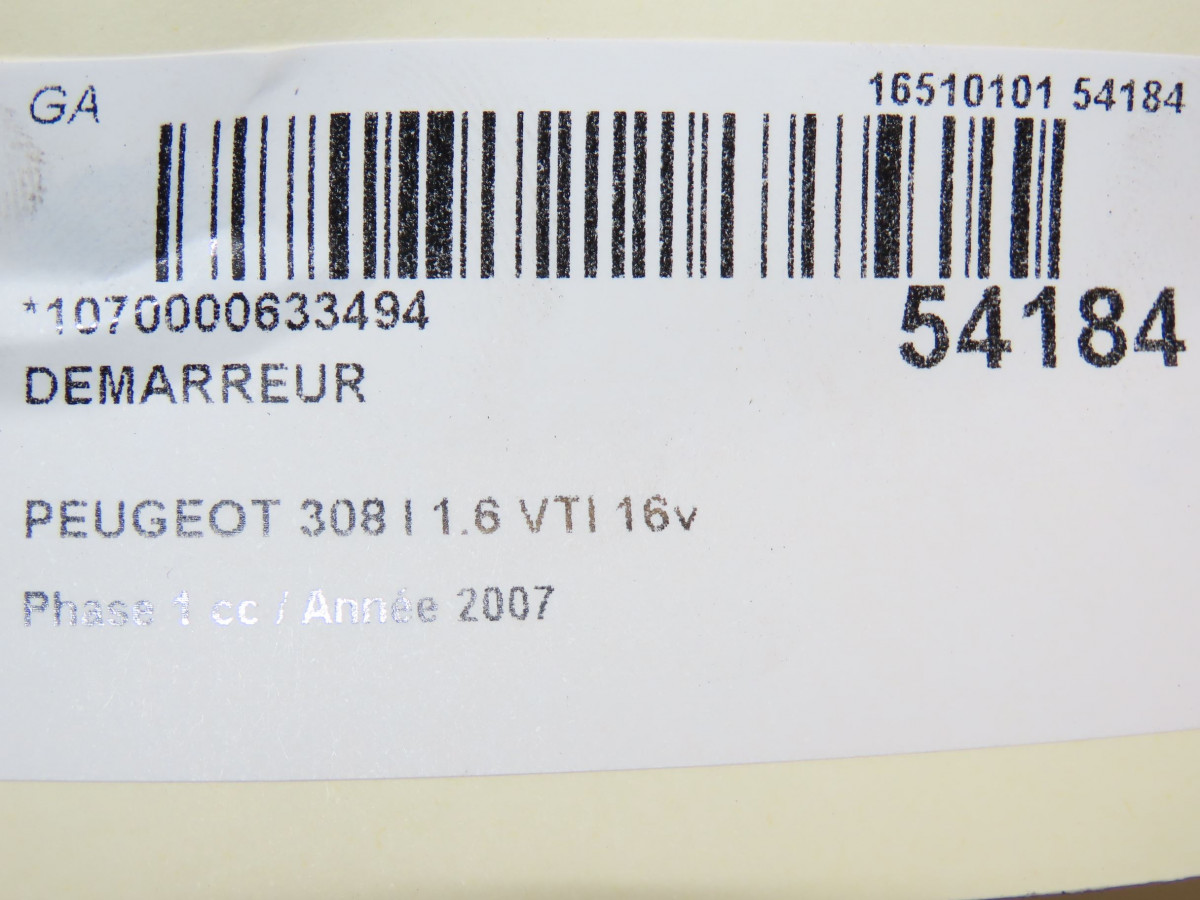 GA
16510101 54184
*1070000633494
54184
DEMARREUR
PEUGEOT 308 I 1.6 VTI 16v
Phase 1 cc / Année 2007